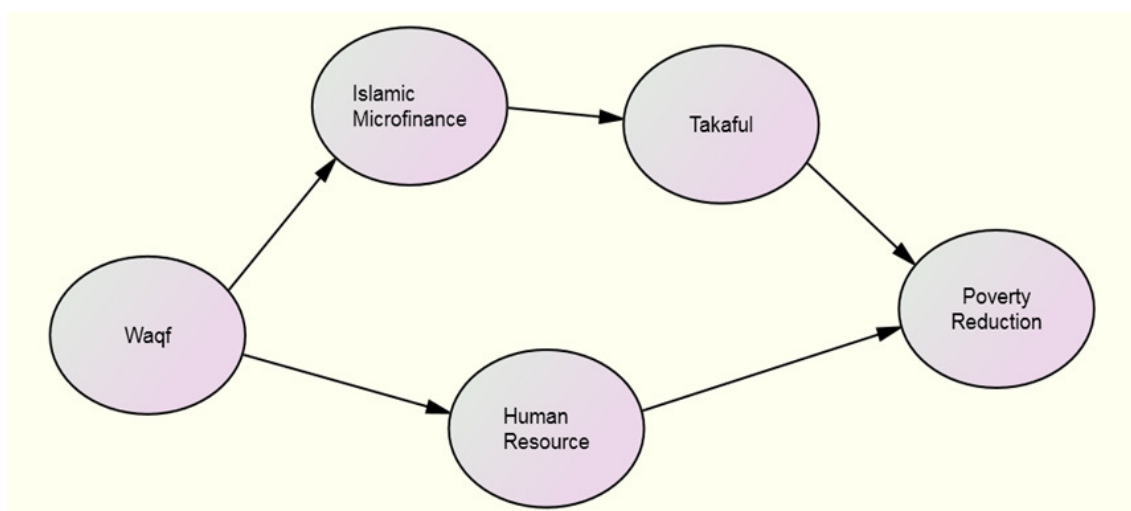 Islamic
Microfinance
Takaful
Waqf
Poverty
Reduction
Human
Resource